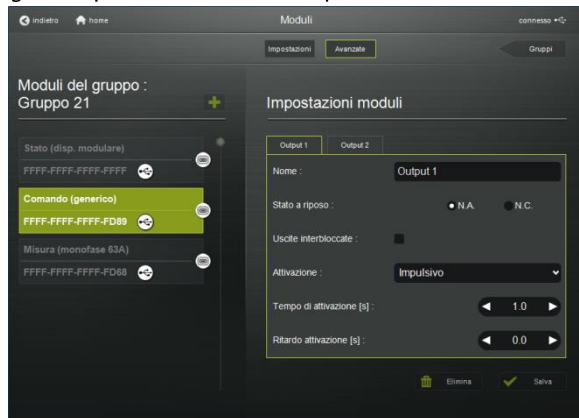 indietro home Moduli connesso
Impostazioni Avanzate Gruppi
Moduli del gruppo :
Gruppo 21
Stato (disp. modulare)
FFFF-FFFF-FFFF-FFFF
Comando (generico)
FFFF-FFFF-FFFF-FD89
Misura (monofase 63A)
FFFF-FFFF-FFFF-FD68
Impostazioni moduli
Output 1 Output 2
Nome : Output 1
Stato a riposo : N.A. N.C.
Uscite interbloccate :
Attivazione : Impulsivo
Tempo di attivazione [s] : 1.0
Ritardo attivazione [s] : 0.0
Elimina Salva